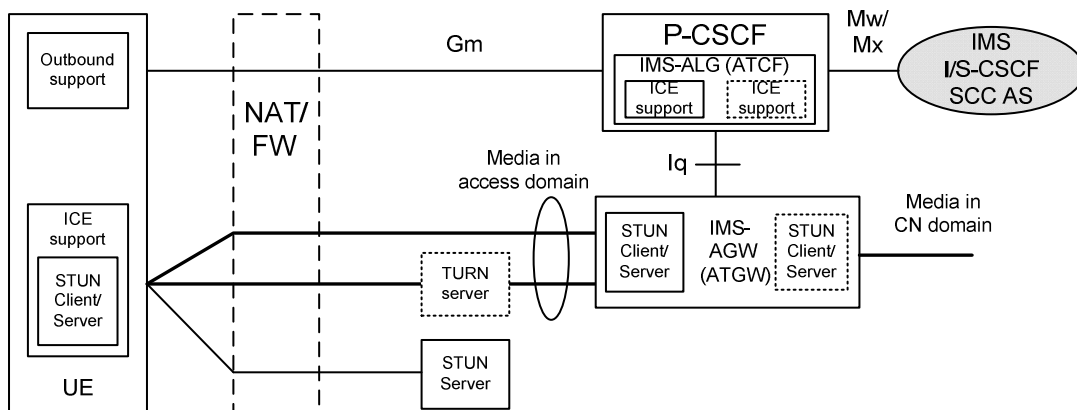 Outbound
support
ICE
support
STUN
Client/
Server
UE
NAT/
FW
Gm
P-CSCF
IMS-ALG (ATCF)
ICE
support
ICE
support
Mw/
Mx
IMS
I/S-CSCF
SCC AS
Iq
Media in
access domain
STUN
Client/
Server
IMS-
AGW
(ATGW)
STUN
Client/
Server
Media in
CN domain
TURN
server
STUN
Server